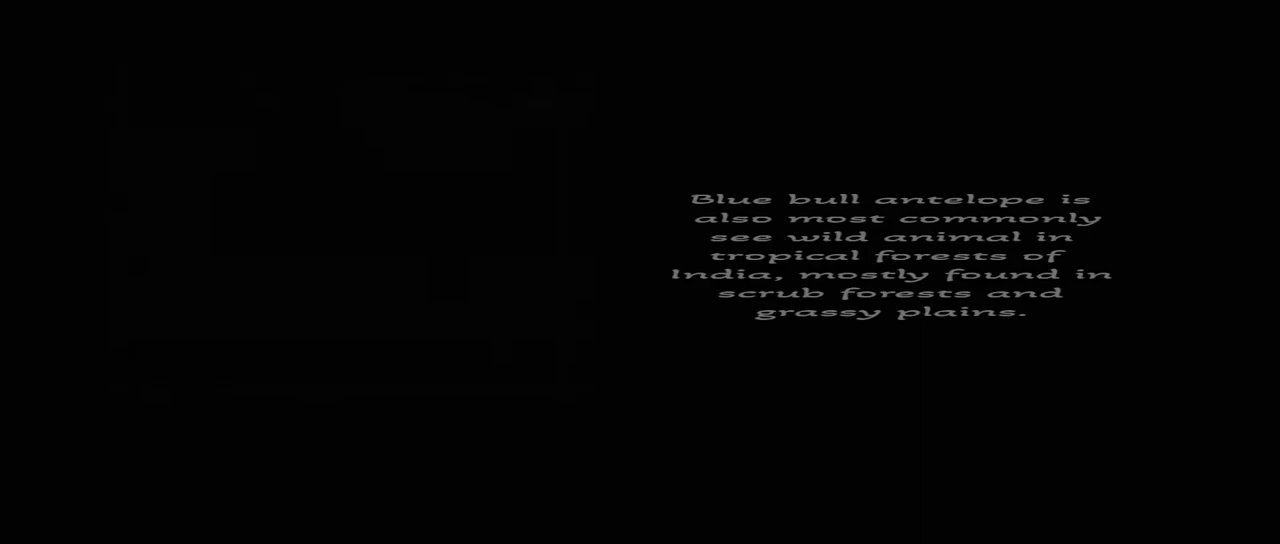 Blue bull antelope is
also most commonly
see wild animal in
tropical forests of
India, mostly found in
scrub forests and
grassy plains.